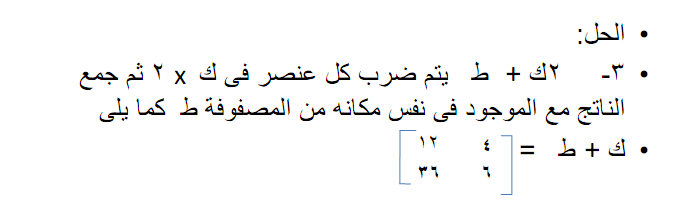 • الحل:
• ٣- ٢ك + ط يتم ضرب كل عنصر فى ك x ٢ ثم جمع
الناتج مع الموجود فى نفس مكانه من المصفوفة ط كما يلى
• ك + ط = [ ٤ ١٢
٦ ٣٦ ]